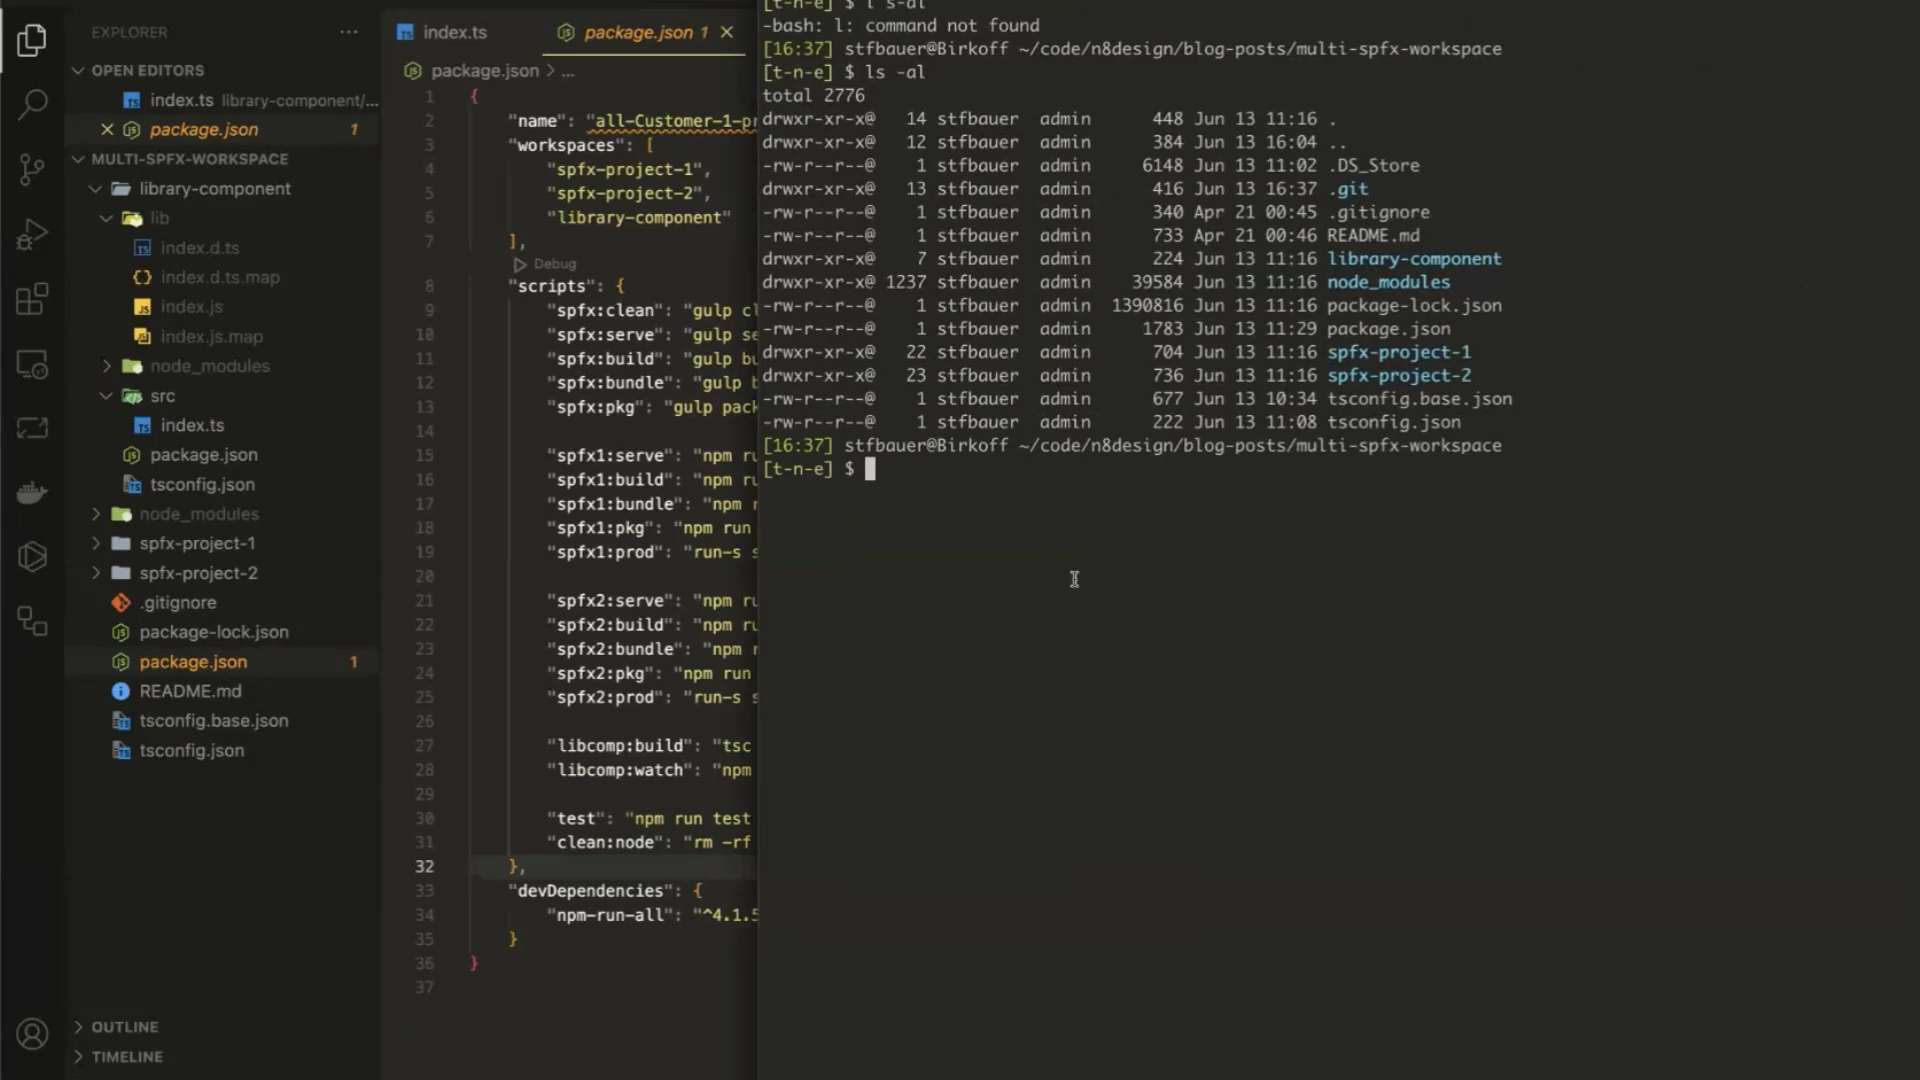 EXPLORER
OPEN EDITORS
index.ts library-component/...
package.json 1
MULTI-SPFX-WORKSPACE
library-component
lib
index.d.ts
index.d.ts.map
index.js
index.js.map
node_modules
src
index.ts
package.json
tsconfig.json
node_modules
spfx-project-1
spfx-project-2
.gitignore
package-lock.json
package.json 1
README.md
tsconfig.base.json
tsconfig.json
OUTLINE
TIMELINE
index.ts
package.json 1
package.json > ...
1 {
2 "name": "all-Customer-1-pr
3 "workspaces": [
4 "spfx-project-1",
5 "spfx-project-2",
6 "library-component"
7 ],
Debug
8 "scripts": {
9 "spfx:clean": "gulp cl
10 "spfx:serve": "gulp se
11 "spfx:build": "gulp bu
12 "spfx:bundle": "gulp b
13 "spfx:pkg": "gulp pack
14
15 "spfx1:serve": "npm ru
16 "spfx1:build": "npm ru
17 "spfx1:bundle": "npm r
18 "spfx1:pkg": "npm run
19 "spfx1:prod": "run-s s
20
21 "spfx2:serve": "npm ru
22 "spfx2:build": "npm ru
23 "spfx2:bundle": "npm r
24 "spfx2:pkg": "npm run
25 "spfx2:prod": "run-s s
26
27 "libcomp:build": "tsc
28 "libcomp:watch": "npm
29
30 "test": "npm run test
31 "clean:node": "rm -rf
32 },
33 "devDependencies": {
34 "npm-run-all": "^4.1.5
35 }
36 }
37
[t-n-e] $ l s-al
-bash: l: command not found
[16:37] stfbauer@Birkoff ~/code/n8design/blog-posts/multi-spfx-workspace
[t-n-e] $ ls -al
total 2776
drwxr-xr-x@ 14 stfbauer admin 448 Jun 13 11:16 .
drwxr-xr-x@ 12 stfbauer admin 384 Jun 13 16:04 ..
-rw-r--r--@ 1 stfbauer admin 6148 Jun 13 11:02 .DS_Store
drwxr-xr-x@ 13 stfbauer admin 416 Jun 13 16:37 .git
-rw-r--r--@ 1 stfbauer admin 340 Apr 21 00:45 .gitignore
-rw-r--r--@ 1 stfbauer admin 733 Apr 21 00:46 README.md
drwxr-xr-x@ 7 stfbauer admin 224 Jun 13 11:16 library-component
drwxr-xr-x@ 1237 stfbauer admin 39584 Jun 13 11:16 node_modules
-rw-r--r--@ 1 stfbauer admin 1390816 Jun 13 11:16 package-lock.json
-rw-r--r--@ 1 stfbauer admin 1783 Jun 13 11:29 package.json
drwxr-xr-x@ 22 stfbauer admin 704 Jun 13 11:16 spfx-project-1
drwxr-xr-x@ 23 stfbauer admin 736 Jun 13 11:16 spfx-project-2
-rw-r--r--@ 1 stfbauer admin 677 Jun 13 10:34 tsconfig.base.json
-rw-r--r--@ 1 stfbauer admin 222 Jun 13 11:08 tsconfig.json
[16:37] stfbauer@Birkoff ~/code/n8design/blog-posts/multi-spfx-workspace
[t-n-e] $